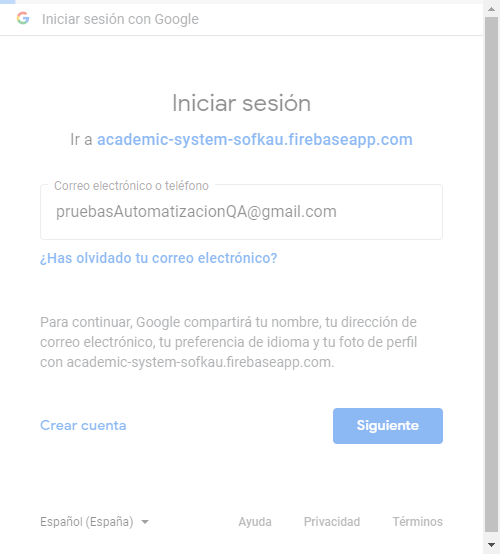 Iniciar sesión con Google
Iniciar sesión
Ir a academic-system-sofkau.firebaseapp.com
Correo electrónico o teléfono
pruebasAutomatizacionQA@gmail.com
¿Has olvidado tu correo electrónico?
Para continuar, Google compartirá tu nombre, tu dirección de
correo electrónico, tu preferencia de idioma y tu foto de perfil
con academic-system-sofkau.firebaseapp.com.
Crear cuenta Siguiente
Español (España) Ayuda Privacidad Términos